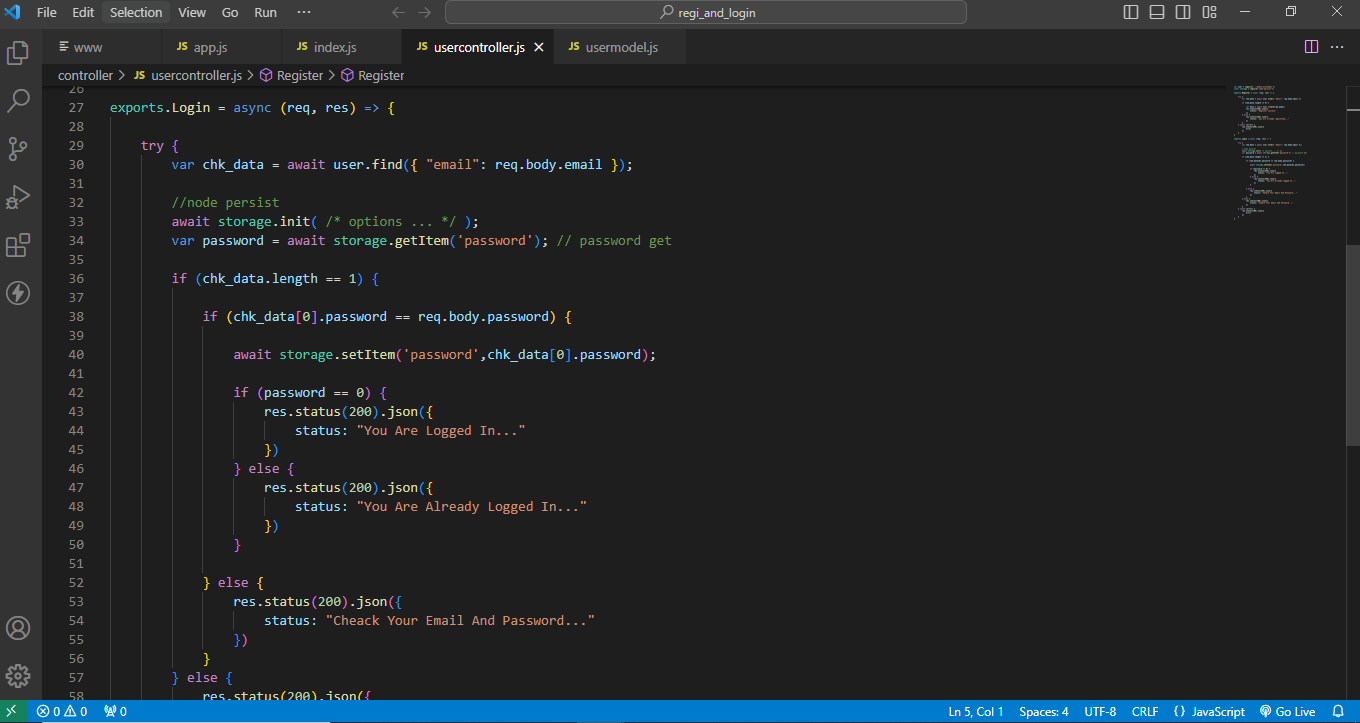 File Edit Selection View Go Run ··· regi_and_login
www JS app.js JS index.js JS usercontroller.js JS usermodel.js
controller > JS usercontroller.js > Register > Register
26
27 exports.Login = async (req, res) => {
28
29 try {
30 var chk_data = await user.find({ "email": req.body.email });
31
32 //node persist
33 await storage.init( /* options ... */ );
34 var password = await storage.getItem('password'); // password get
35
36 if (chk_data.length == 1) {
37
38 if (chk_data[0].password == req.body.password) {
39
40 await storage.setItem('password',chk_data[0].password);
41
42 if (password == 0) {
43 res.status(200).json({
44 status: "You Are Logged In..."
45 })
46 } else {
47 res.status(200).json({
48 status: "You Are Already Logged In..."
49 })
50 }
51
52 } else {
53 res.status(200).json({
54 status: "Cheack Your Email And Password..."
55 })
56 }
57 } else {
58 res.status(200).json({
0 0 0 Ln 5, Col 1 Spaces: 4 UTF-8 CRLF {} JavaScript Go Live